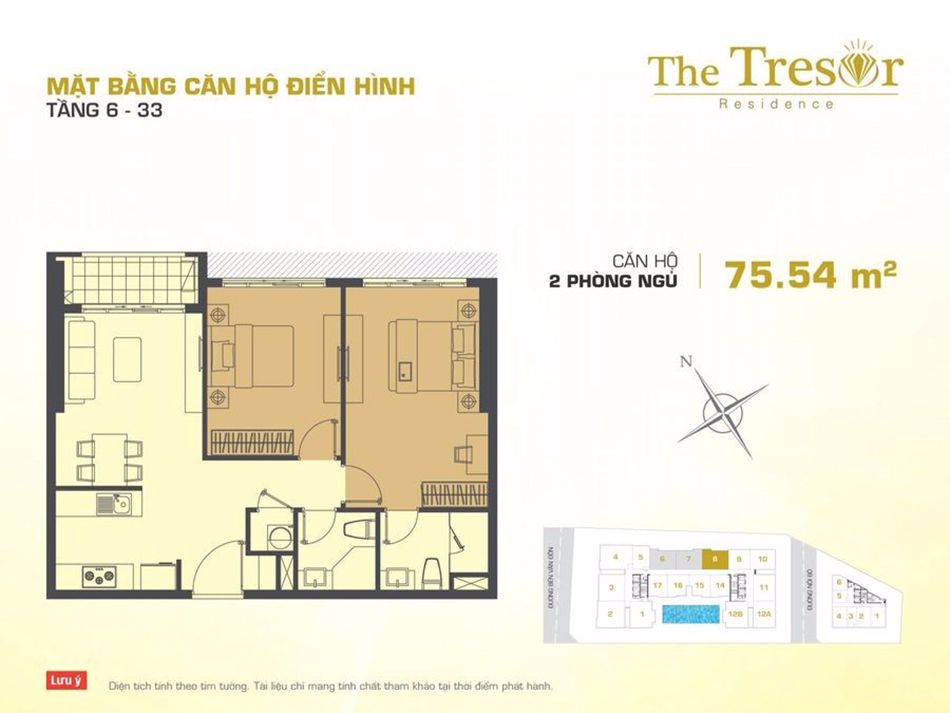 MẶT BẰNG CĂN HỘ ĐIỂN HÌNH
TẦNG 6 - 33
The Tresor
Residence
CĂN HỘ
2 PHÒNG NGỦ
75.54 m²
N
ĐƯỜNG BẾN VÂN ĐỒN
4 5 6 7 8 9 10
3 17 16 15 14 11
2 1 12B 12A
ĐƯỜNG NỘI BỘ
6
5
4 3 2 1
Lưu ý
Diện tích tính theo tim tường. Tài liệu chỉ mang tính chất tham khảo tại thời điểm phát hành.